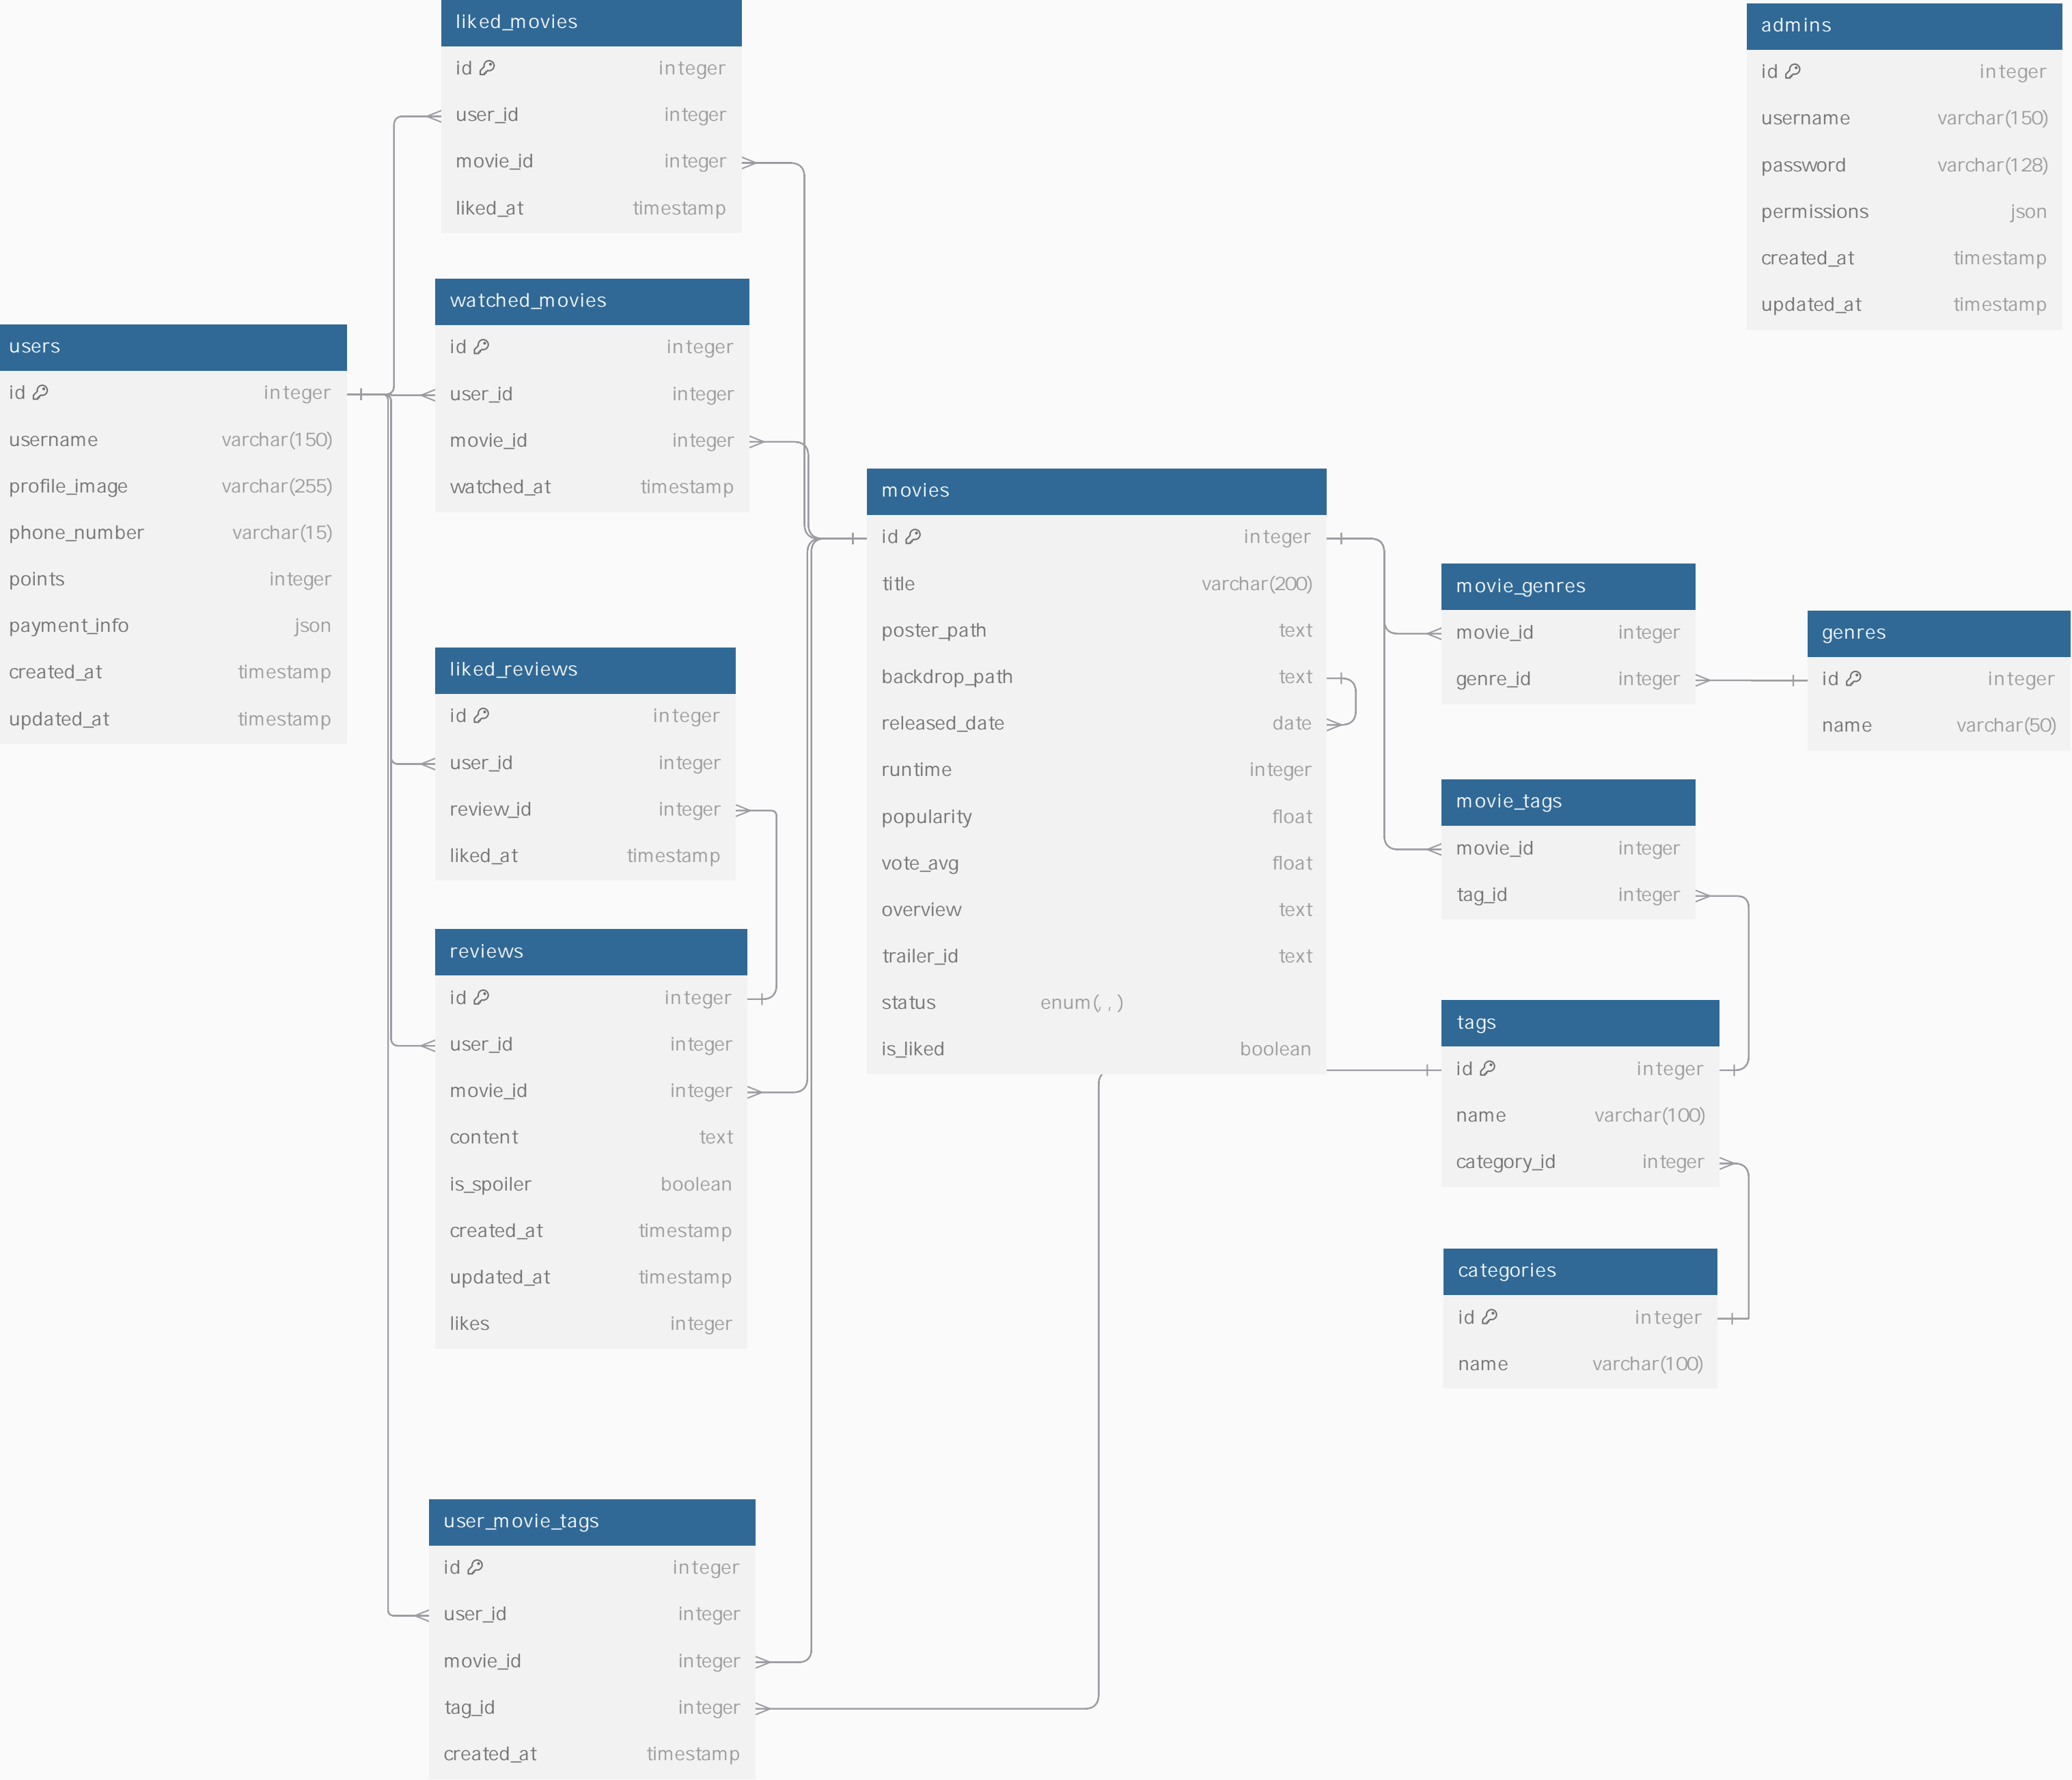 liked_movies
id integer
user_id integer
movie_id integer
liked_at timestamp
watched_movies
id integer
user_id integer
movie_id integer
watched_at timestamp
users
id integer
username varchar(150)
profile_image varchar(255)
phone_number varchar(15)
points integer
payment_info json
created_at timestamp
updated_at timestamp
liked_reviews
id integer
user_id integer
review_id integer
liked_at timestamp
reviews
id integer
user_id integer
movie_id integer
content text
is_spoiler boolean
created_at timestamp
updated_at timestamp
likes integer
user_movie_tags
id integer
user_id integer
movie_id integer
tag_id integer
created_at timestamp
movies
id integer
title varchar(200)
poster_path text
backdrop_path text
released_date date
runtime integer
popularity float
vote_avg float
overview text
trailer_id text
status enum(, , )
is_liked boolean
admins
id integer
username varchar(150)
password varchar(128)
permissions json
created_at timestamp
updated_at timestamp
movie_genres
movie_id integer
genre_id integer
genres
id integer
name varchar(50)
movie_tags
movie_id integer
tag_id integer
tags
id integer
name varchar(100)
category_id integer
categories
id integer
name varchar(100)